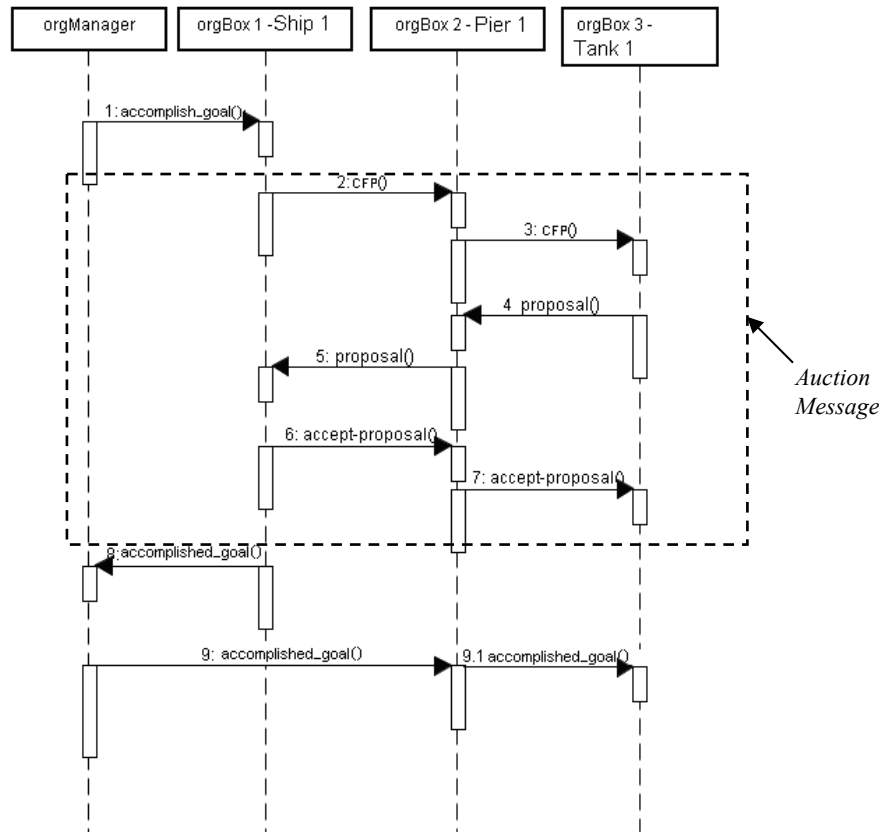 orgManager
orgBox 1 -Ship 1
orgBox 2 - Pier 1
orgBox 3 -
Tank 1
1: accomplish_goal()
2: CFP()
3: CFP()
4 proposal()
5: proposal()
6: accept-proposal()
7: accept-proposal()
8: accomplished_goal()
9: accomplished_goal()
9.1 accomplished_goal()
Auction
Message